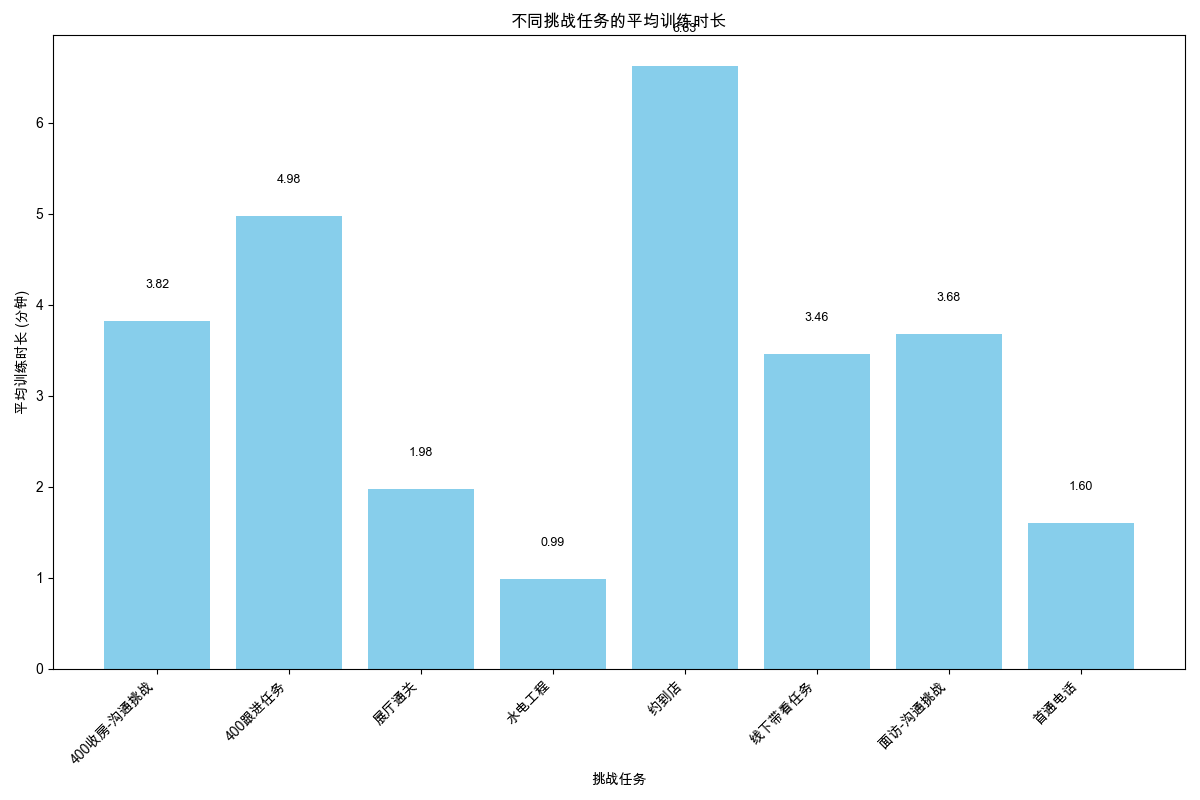 不同挑战任务的平均训练时长
6.63
4.98
3.82
3.68
3.46
1.98
1.60
0.99
平均训练时长 (分钟)
6
5
4
3
2
1
0
400收房-沟通挑战
400跟进任务
展厅通关
水电工程
约到店
线下带看任务
面访-沟通挑战
首通电话
挑战任务